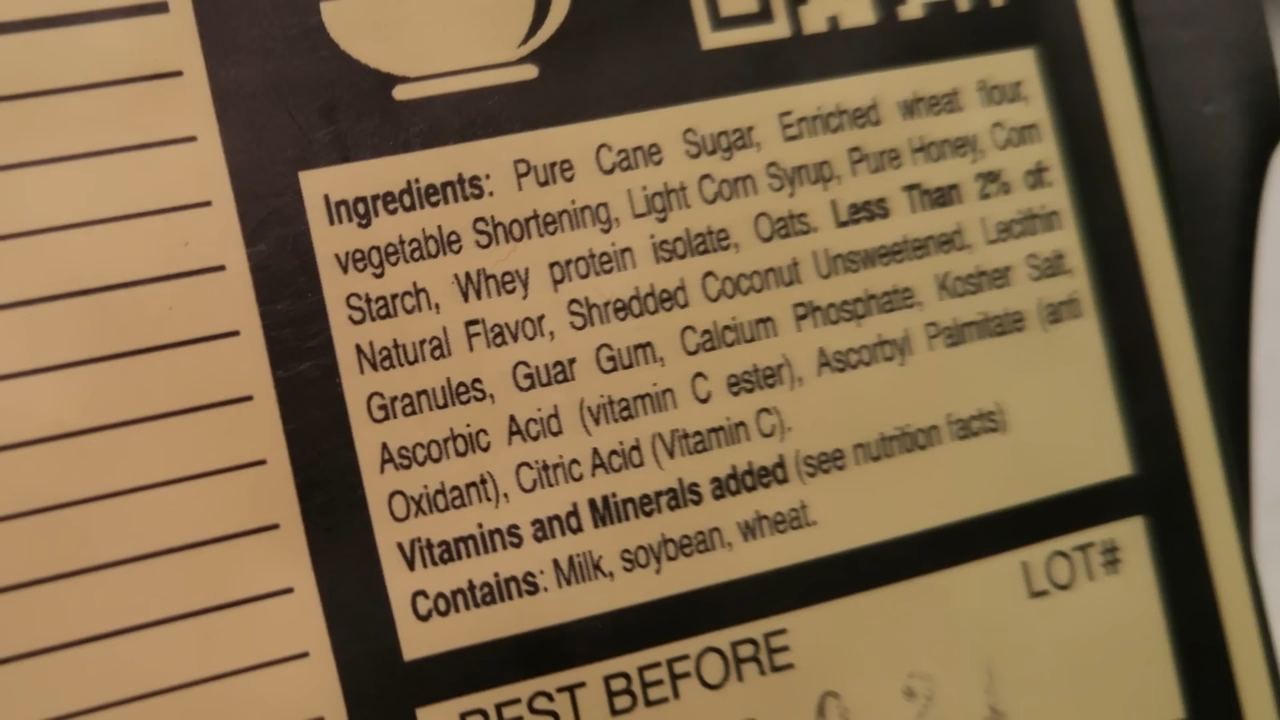 Ingredients: Pure Cane Sugar, Enriched wheat flour,
vegetable Shortening, Light Corn Syrup, Pure Honey, Corn
Starch, Whey protein isolate, Oats. Less Than 2% of:
Natural Flavor, Shredded Coconut Unsweetened, Lecithin
Granules, Guar Gum, Calcium Phosphate, Kosher Salt,
Ascorbic Acid (vitamin C ester), Ascorbyl Palmitate (anti
Oxidant), Citric Acid (Vitamin C).
Vitamins and Minerals added (see nutrition facts)
Contains: Milk, soybean, wheat.
LOT#
BEST BEFORE